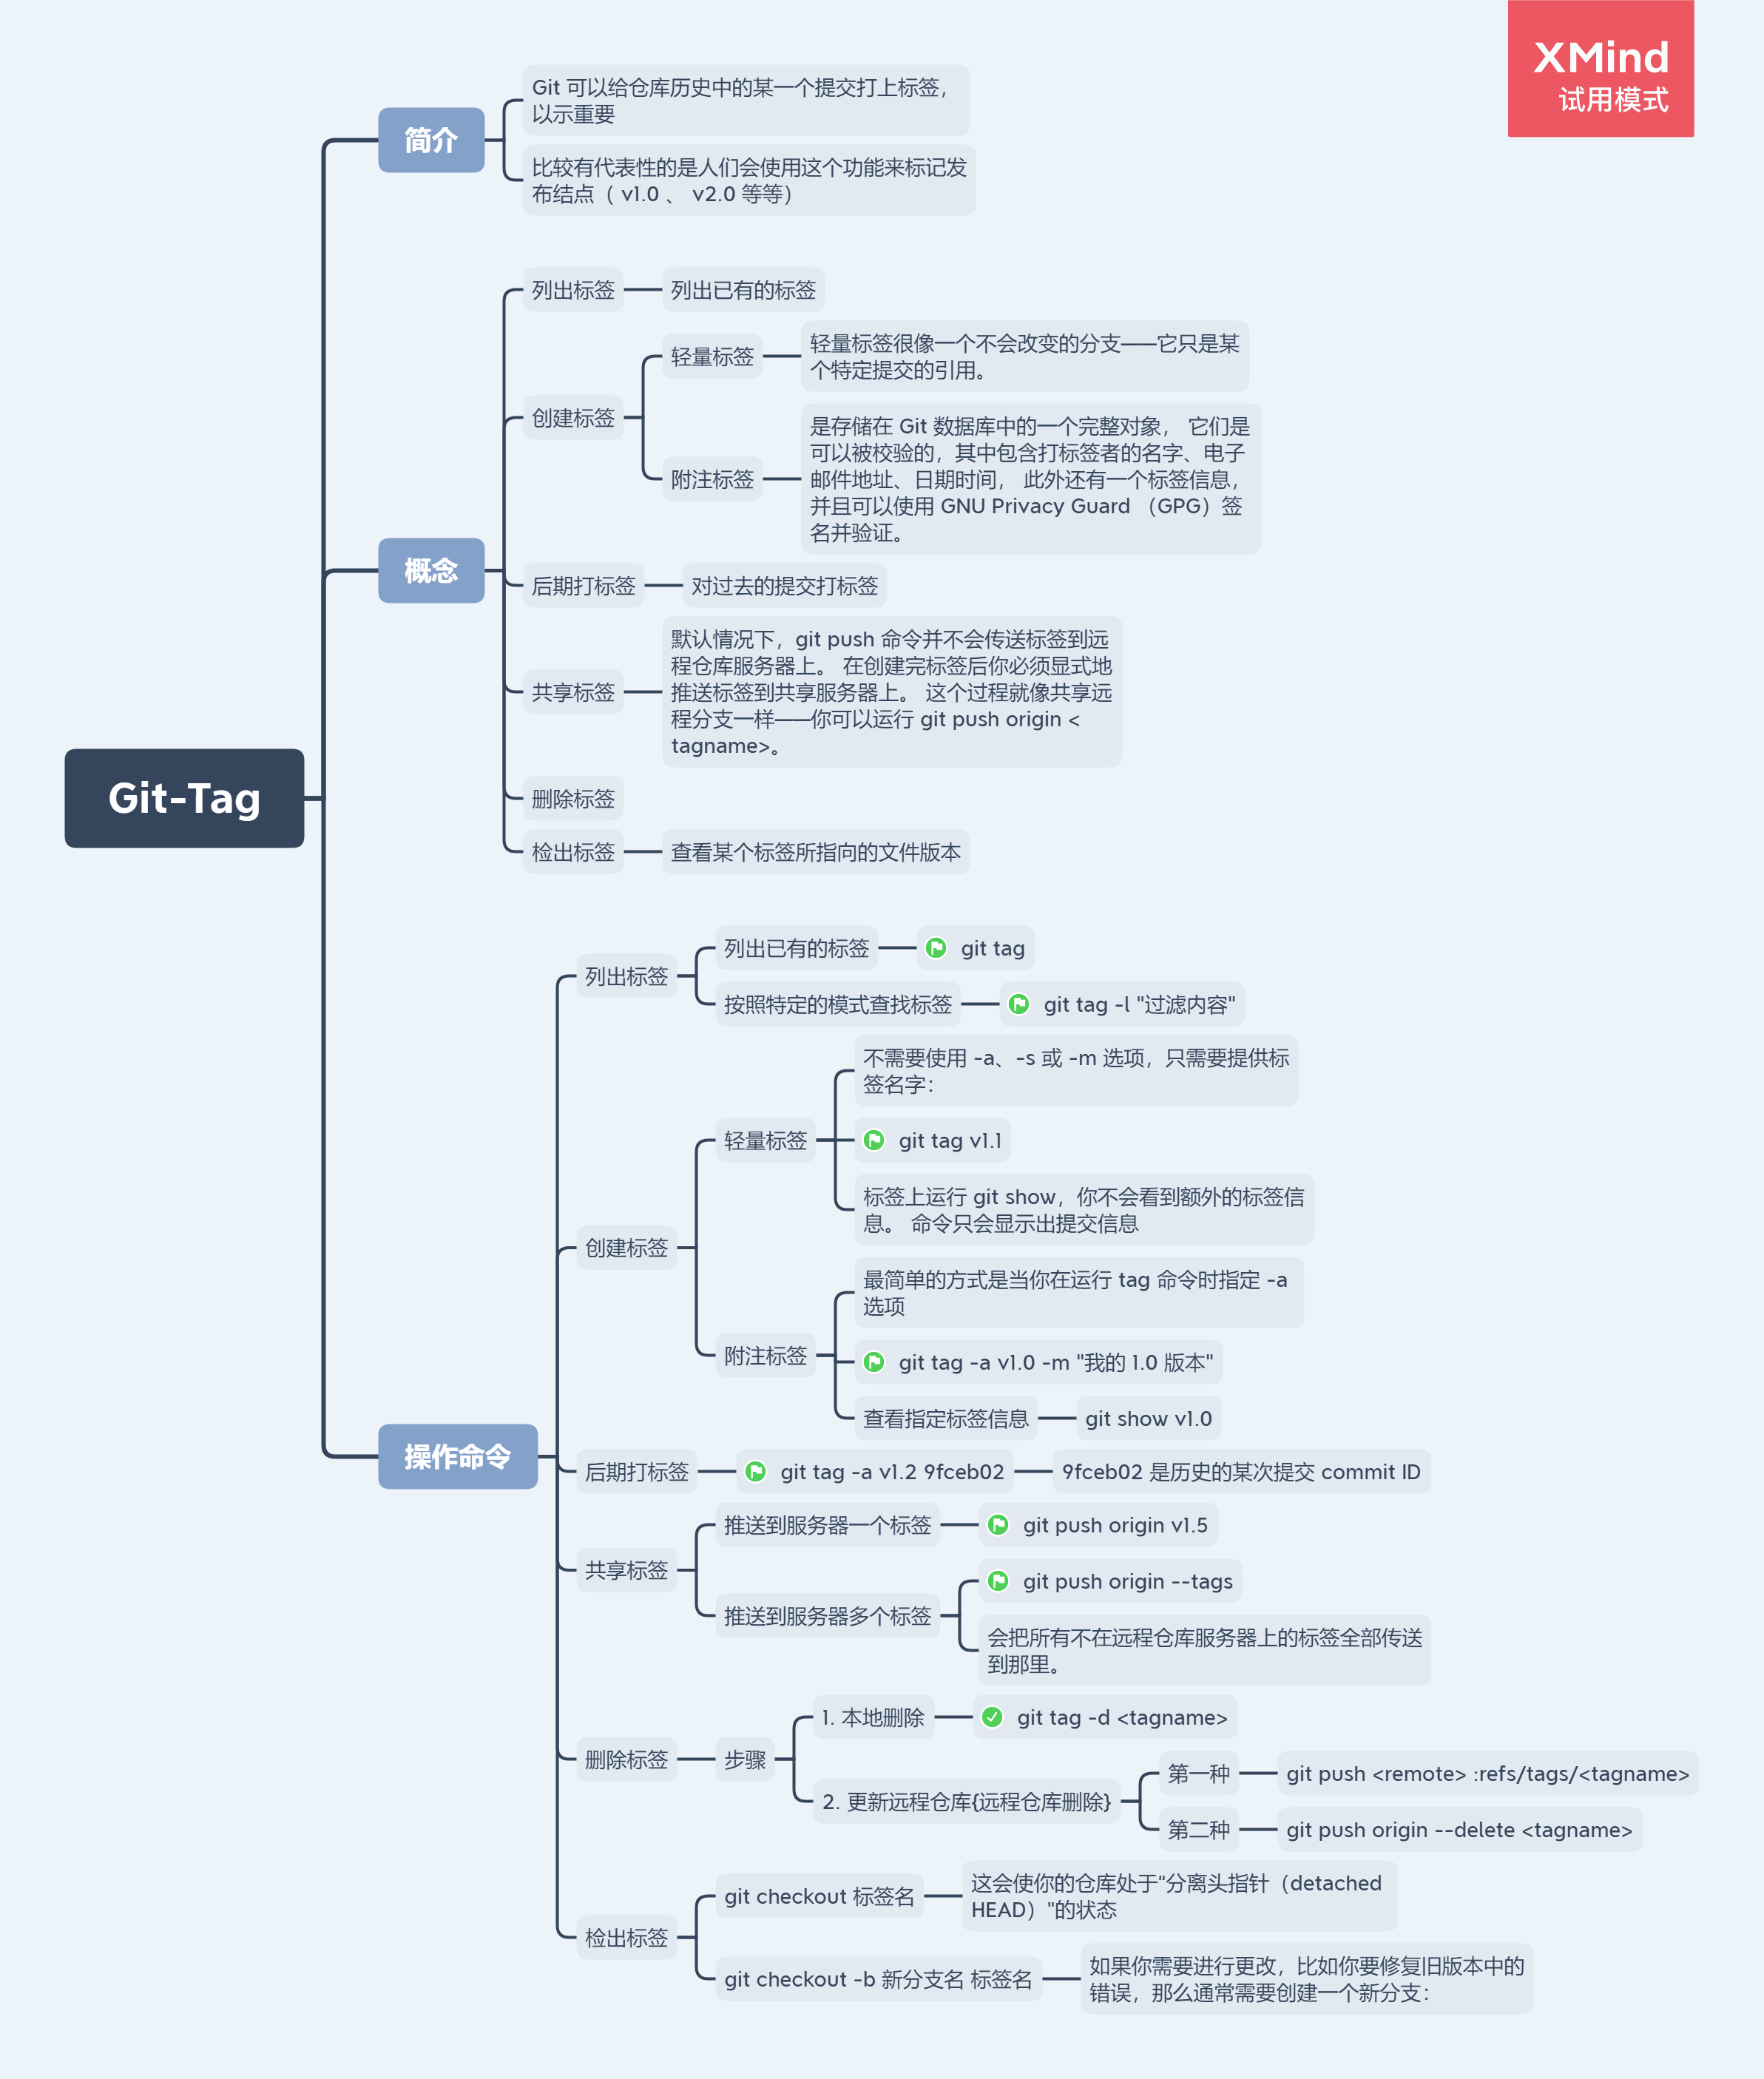 XMind
试用模式
Git-Tag
简介
Git 可以给仓库历史中的某一个提交打上标签，
以示重要
比较有代表性的是人们会使用这个功能来标记发
布结点（ v1.0 、 v2.0 等等）
概念
列出标签
列出已有的标签
创建标签
轻量标签
轻量标签很像一个不会改变的分支——它只是某
个特定提交的引用。
附注标签
是存储在 Git 数据库中的一个完整对象， 它们是
可以被校验的，其中包含打标签者的名字、电子
邮件地址、日期时间， 此外还有一个标签信息，
并且可以使用 GNU Privacy Guard （GPG）签
名并验证。
后期打标签
对过去的提交打标签
共享标签
默认情况下，git push 命令并不会传送标签到远
程仓库服务器上。 在创建完标签后你必须显式地
推送标签到共享服务器上。 这个过程就像共享远
程分支一样——你可以运行 git push origin <
tagname>。
删除标签
检出标签
查看某个标签所指向的文件版本
操作命令
列出标签
列出已有的标签
git tag
按照特定的模式查找标签
git tag -l "过滤内容"
创建标签
轻量标签
不需要使用 -a、-s 或 -m 选项，只需要提供标
签名字：
git tag v1.1
标签上运行 git show，你不会看到额外的标签信
息。 命令只会显示出提交信息
附注标签
最简单的方式是当你在运行 tag 命令时指定 -a
选项
git tag -a v1.0 -m "我的 1.0 版本"
查看指定标签信息
git show v1.0
后期打标签
git tag -a v1.2 9fceb02
9fceb02 是历史的某次提交 commit ID
共享标签
推送到服务器一个标签
git push origin v1.5
推送到服务器多个标签
git push origin --tags
会把所有不在远程仓库服务器上的标签全部传送
到那里。
删除标签
步骤
1. 本地删除
git tag -d <tagname>
2. 更新远程仓库{远程仓库删除}
第一种
git push <remote> :refs/tags/<tagname>
第二种
git push origin --delete <tagname>
检出标签
git checkout 标签名
这会使你的仓库处于"分离头指针（detached
HEAD）"的状态
git checkout -b 新分支名 标签名
如果你需要进行更改，比如你要修复旧版本中的
错误，那么通常需要创建一个新分支：